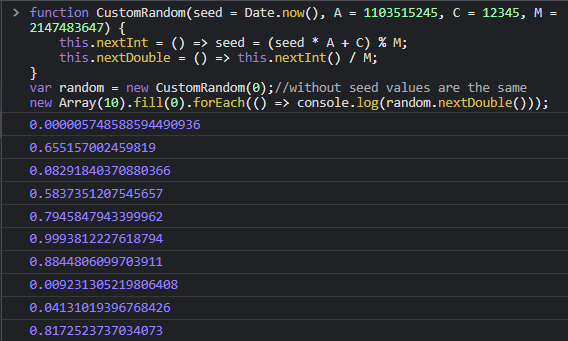 > function CustomRandom(seed = Date.now(), A = 1103515245, C = 12345, M =
2147483647) {
this.nextInt = () => seed = (seed * A + C) % M;
this.nextDouble = () => this.nextInt() / M;
}
var random = new CustomRandom(0);//without seed values are the same
new Array(10).fill(0).forEach(() => console.log(random.nextDouble()));
0.000005748588594490936
0.655157002459819
0.08291840370880366
0.5837351207545657
0.7945847943399962
0.9993812227618794
0.8844806099703911
0.009231305219806408
0.04131019396768426
0.8172523737034073